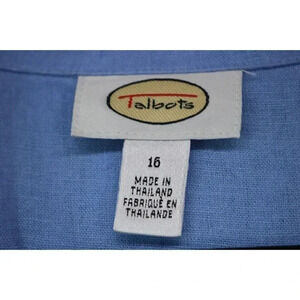 Talbots
16
MADE IN
THAILAND
FABRIQUÉ EN
THAILANDE